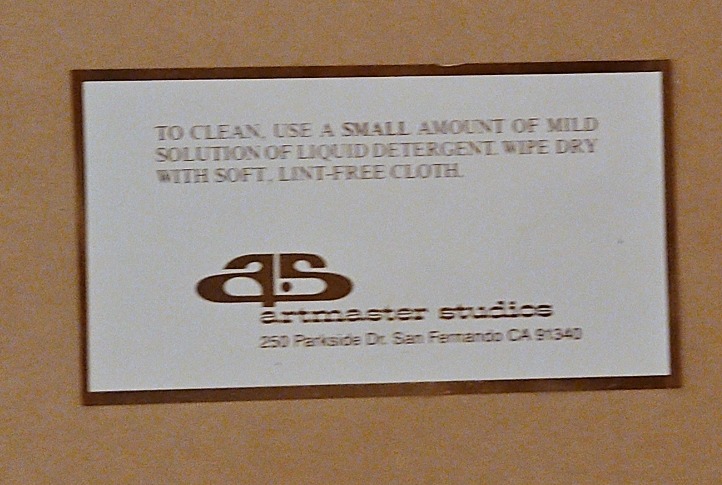 TO CLEAN, USE A SMALL AMOUNT OF MILD
SOLUTION OF LIQUID DETERGENT. WIPE DRY
WITH SOFT, LINT-FREE CLOTH.
as
artmaster studios
250 Parkside Dr. San Fernando CA 91340